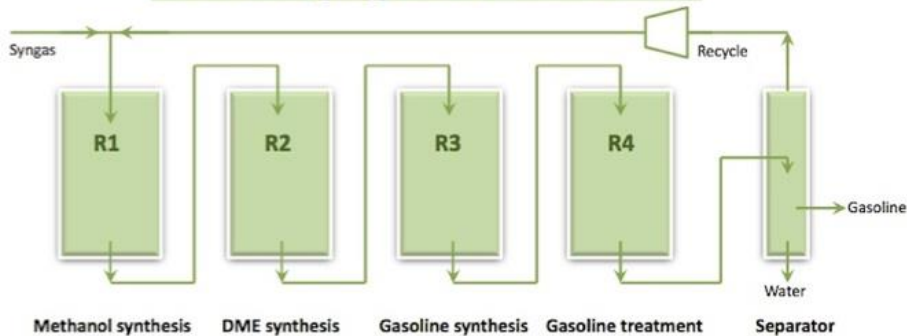 Syngas
Recycle
R1 R2 R3 R4
Gasoline
Water
Methanol synthesis DME synthesis Gasoline synthesis Gasoline treatment Separator